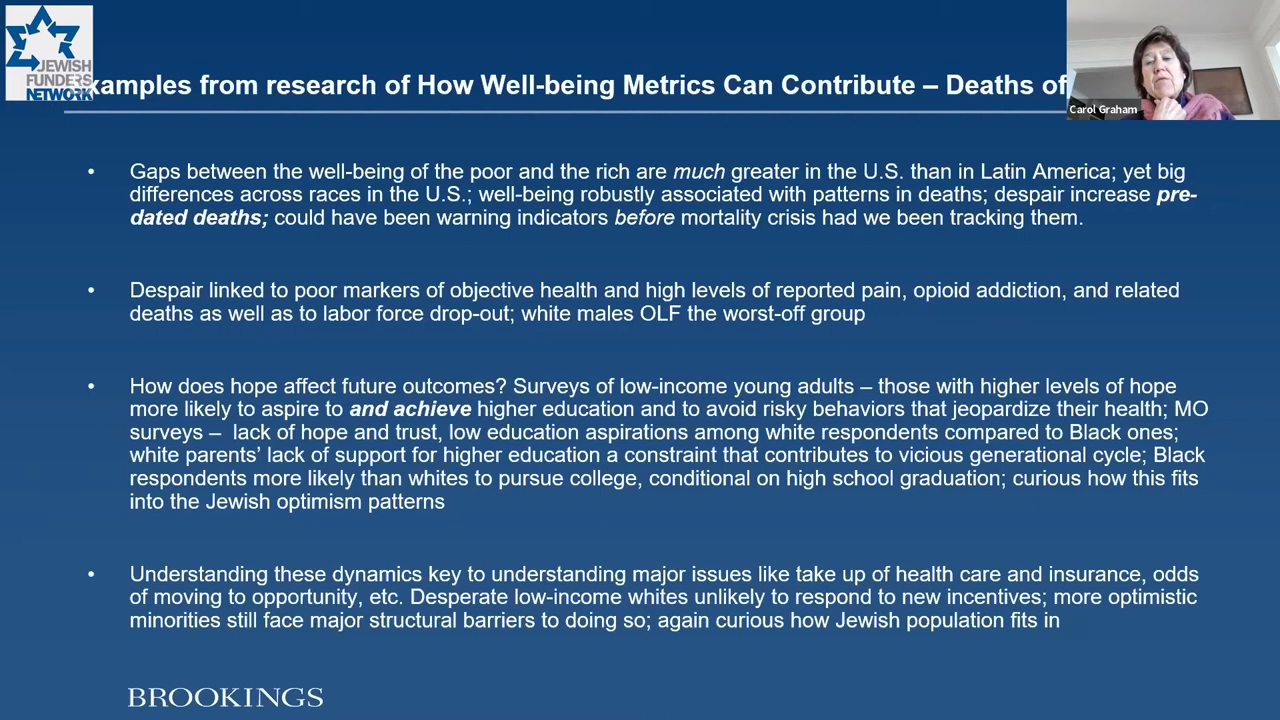 JEWISH
FUNDERS
NETWORK
xamples from research of How Well-being Metrics Can Contribute – Deaths of
Carol Graham
• Gaps between the well-being of the poor and the rich are much greater in the U.S. than in Latin America; yet big
differences across races in the U.S.; well-being robustly associated with patterns in deaths; despair increase pre-
dated deaths; could have been warning indicators before mortality crisis had we been tracking them.
• Despair linked to poor markers of objective health and high levels of reported pain, opioid addiction, and related
deaths as well as to labor force drop-out; white males OLF the worst-off group
• How does hope affect future outcomes? Surveys of low-income young adults – those with higher levels of hope
more likely to aspire to and achieve higher education and to avoid risky behaviors that jeopardize their health; MO
surveys – lack of hope and trust, low education aspirations among white respondents compared to Black ones;
white parents’ lack of support for higher education a constraint that contributes to vicious generational cycle; Black
respondents more likely than whites to pursue college, conditional on high school graduation; curious how this fits
into the Jewish optimism patterns
• Understanding these dynamics key to understanding major issues like take up of health care and insurance, odds
of moving to opportunity, etc. Desperate low-income whites unlikely to respond to new incentives; more optimistic
minorities still face major structural barriers to doing so; again curious how Jewish population fits in
BROOKINGS